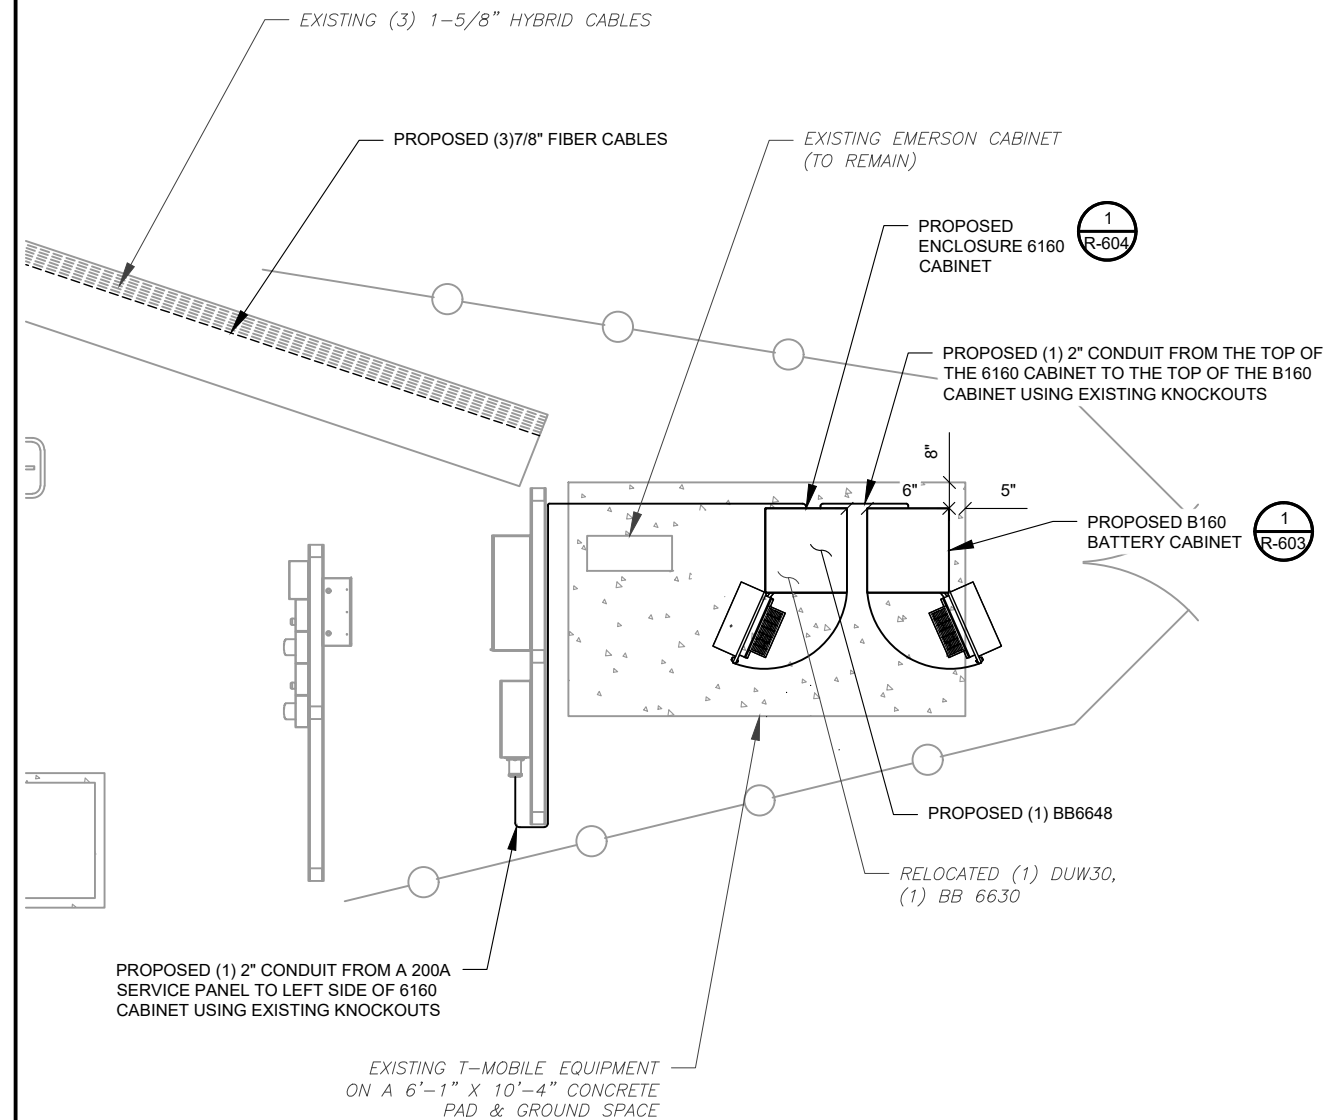 EXISTING (3) 1-5/8" HYBRID CABLES
PROPOSED (3)7/8" FIBER CABLES
EXISTING EMERSON CABINET
(TO REMAIN)
PROPOSED
ENCLOSURE 6160
CABINET
1
R-604
PROPOSED (1) 2" CONDUIT FROM THE TOP OF
THE 6160 CABINET TO THE TOP OF THE B160
CABINET USING EXISTING KNOCKOUTS
8"
6"
5"
PROPOSED B160
BATTERY CABINET
1
R-603
PROPOSED (1) BB6648
RELOCATED (1) DUW30,
(1) BB 6630
PROPOSED (1) 2" CONDUIT FROM A 200A
SERVICE PANEL TO LEFT SIDE OF 6160
CABINET USING EXISTING KNOCKOUTS
EXISTING T-MOBILE EQUIPMENT
ON A 6'-1" X 10'-4" CONCRETE
PAD & GROUND SPACE